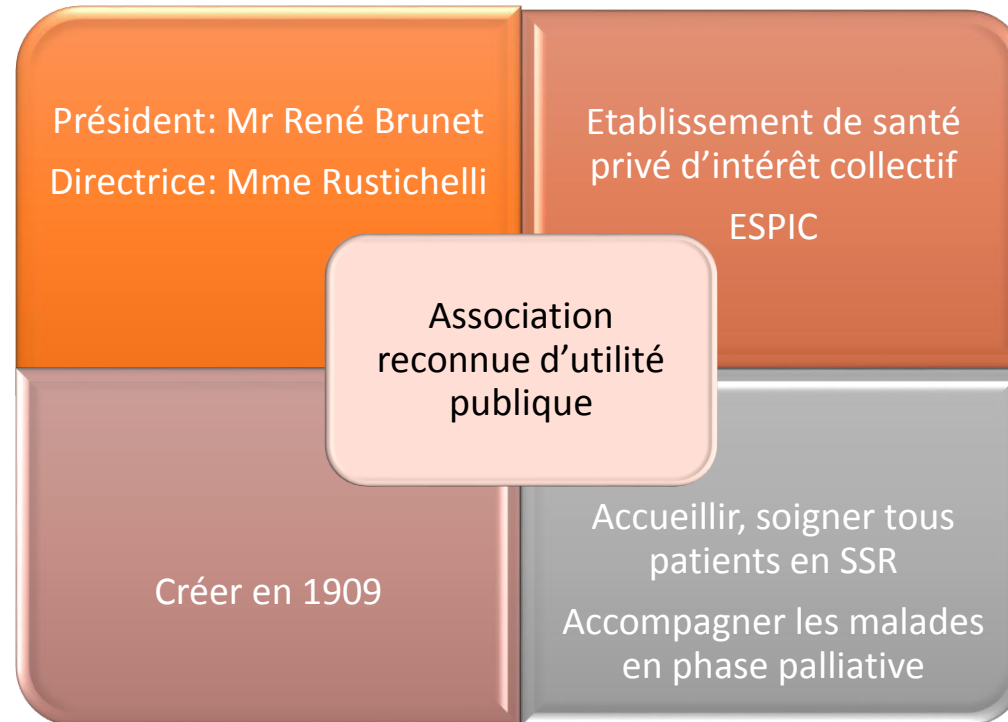 Président: Mr René Brunet
Directrice: Mme Rustichelli
Etablissement de santé
privé d’intérêt collectif
ESPIC
Association
reconnue d’utilité
publique
Créer en 1909
Accueillir, soigner tous
patients en SSR
Accompagner les malades
en phase palliative